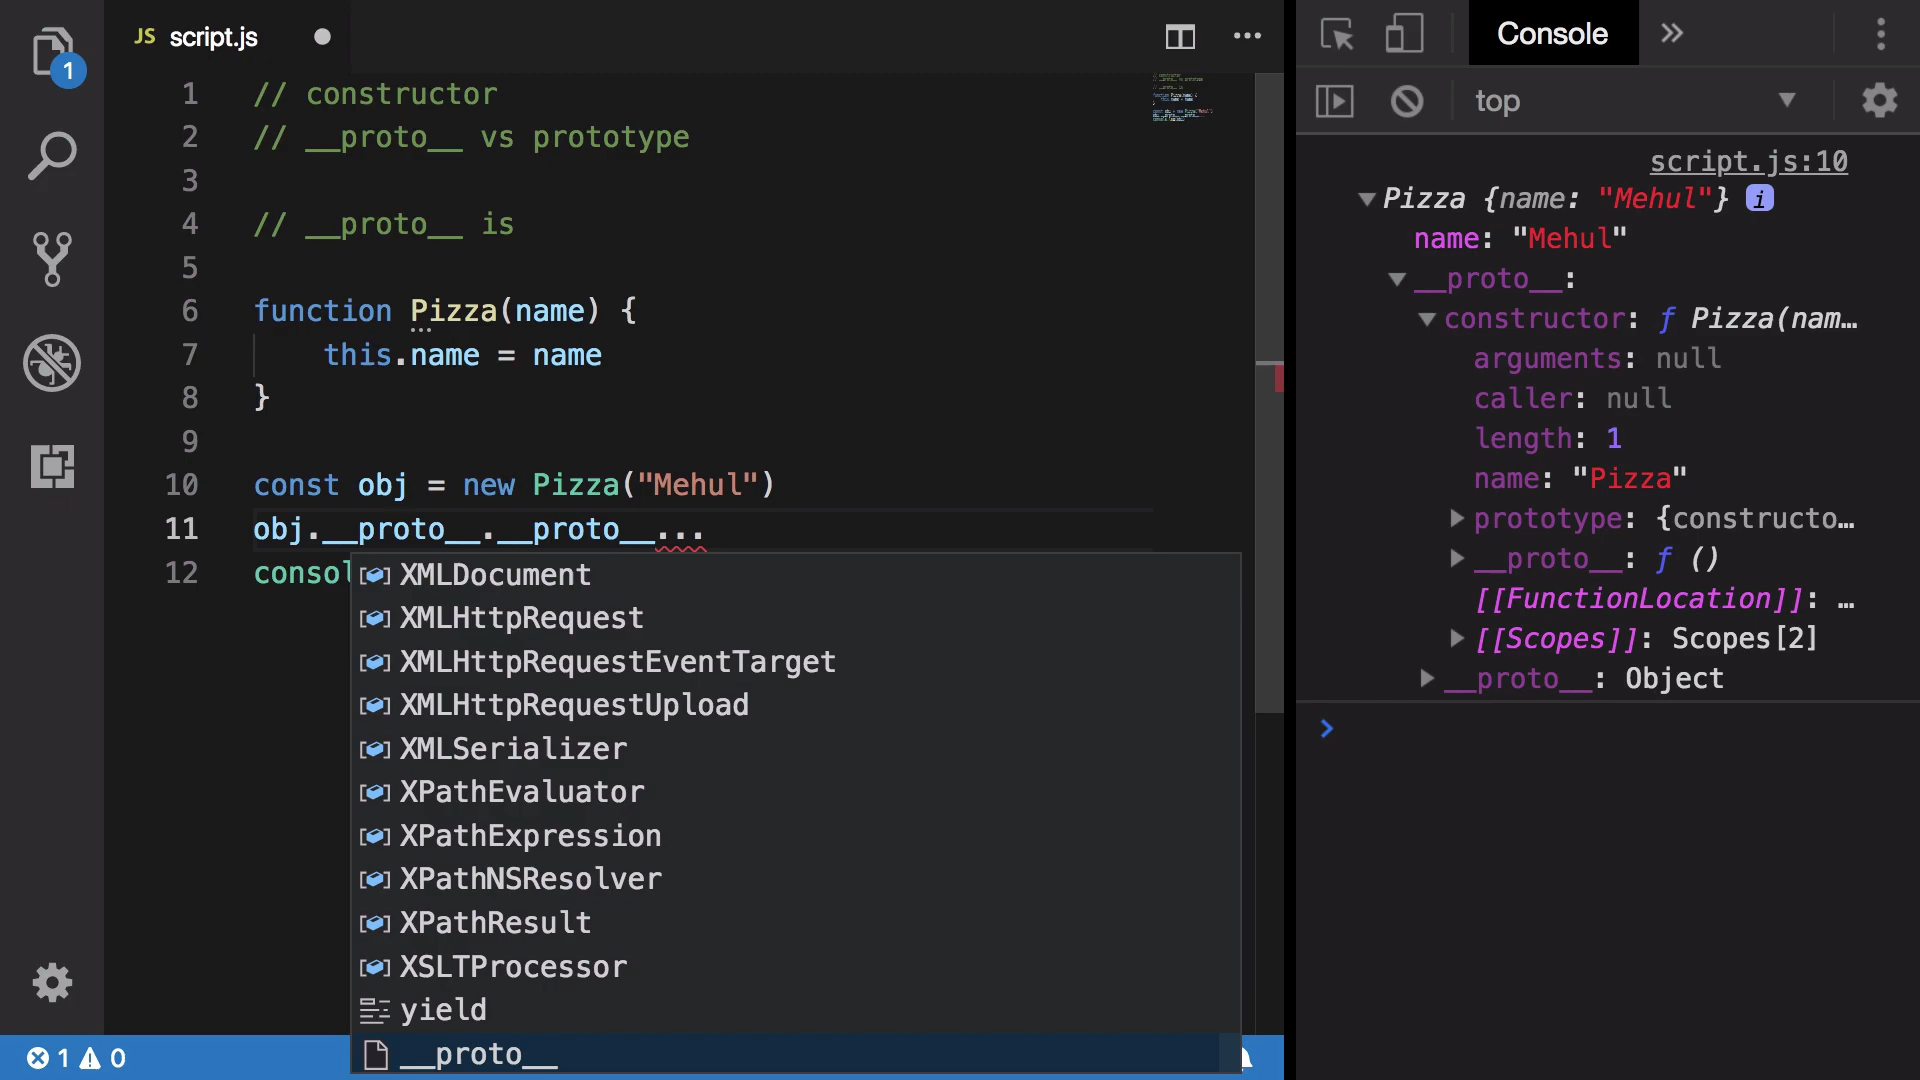 1
JS script.js
1 // constructor
2 // __proto__ vs prototype
3
4 // __proto__ is
5
6 function Pizza(name) {
7 this.name = name
8 }
9
10 const obj = new Pizza("Mehul")
11 obj.__proto__.__proto__...
12 consol
XMLDocument
XMLHttpRequest
XMLHttpRequestEventTarget
XMLHttpRequestUpload
XMLSerializer
XPathEvaluator
XPathExpression
XPathNSResolver
XPathResult
XSLTProcessor
yield
__proto__
1 0
Console
top
script.js:10
Pizza {name: "Mehul"} i
name: "Mehul"
__proto__:
constructor: ƒ Pizza(nam…
arguments: null
caller: null
length: 1
name: "Pizza"
prototype: {constructo…
__proto__: ƒ ()
[[FunctionLocation]]: …
[[Scopes]]: Scopes[2]
__proto__: Object